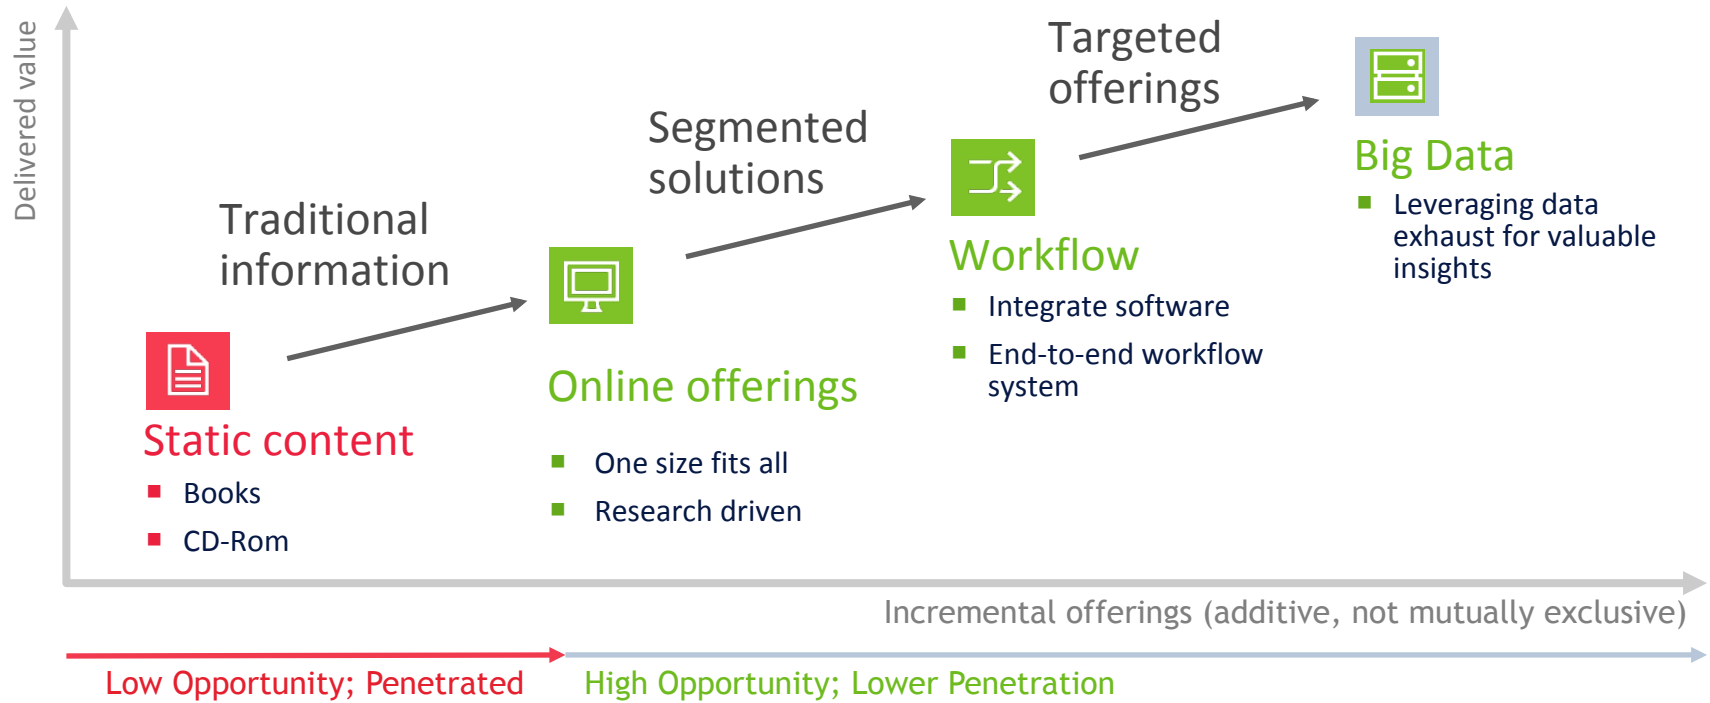 Delivered value
Targeted
offerings
Segmented
solutions
Big Data
Leveraging data
exhaust for valuable
insights
Traditional
information
Workflow
Integrate software
End-to-end workflow
system
Online offerings
One size fits all
Research driven
Static content
Books
CD-Rom
Incremental offerings (additive, not mutually exclusive)
Low Opportunity; Penetrated
High Opportunity; Lower Penetration